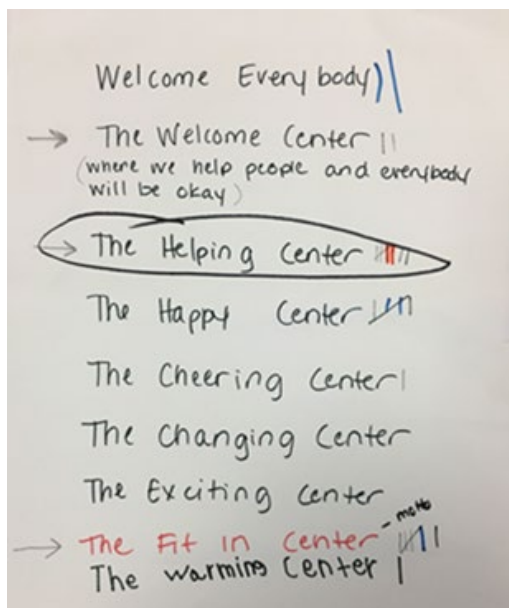 Welcome Everybody
The Welcome Center
(where we help people and everybody
will be okay)
The Helping Center
The Happy Center
The Cheering Center
The Changing Center
The Exciting Center
The Fit In Center - motto
The Warming Center